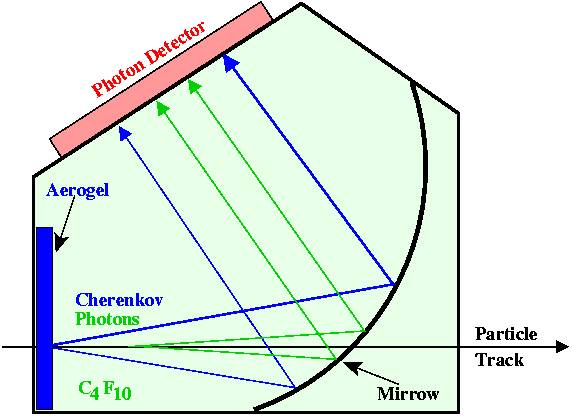 Photon Detector
Aerogel
Cherenkov
Photons
C4F10
Particle
Track
Mirrow